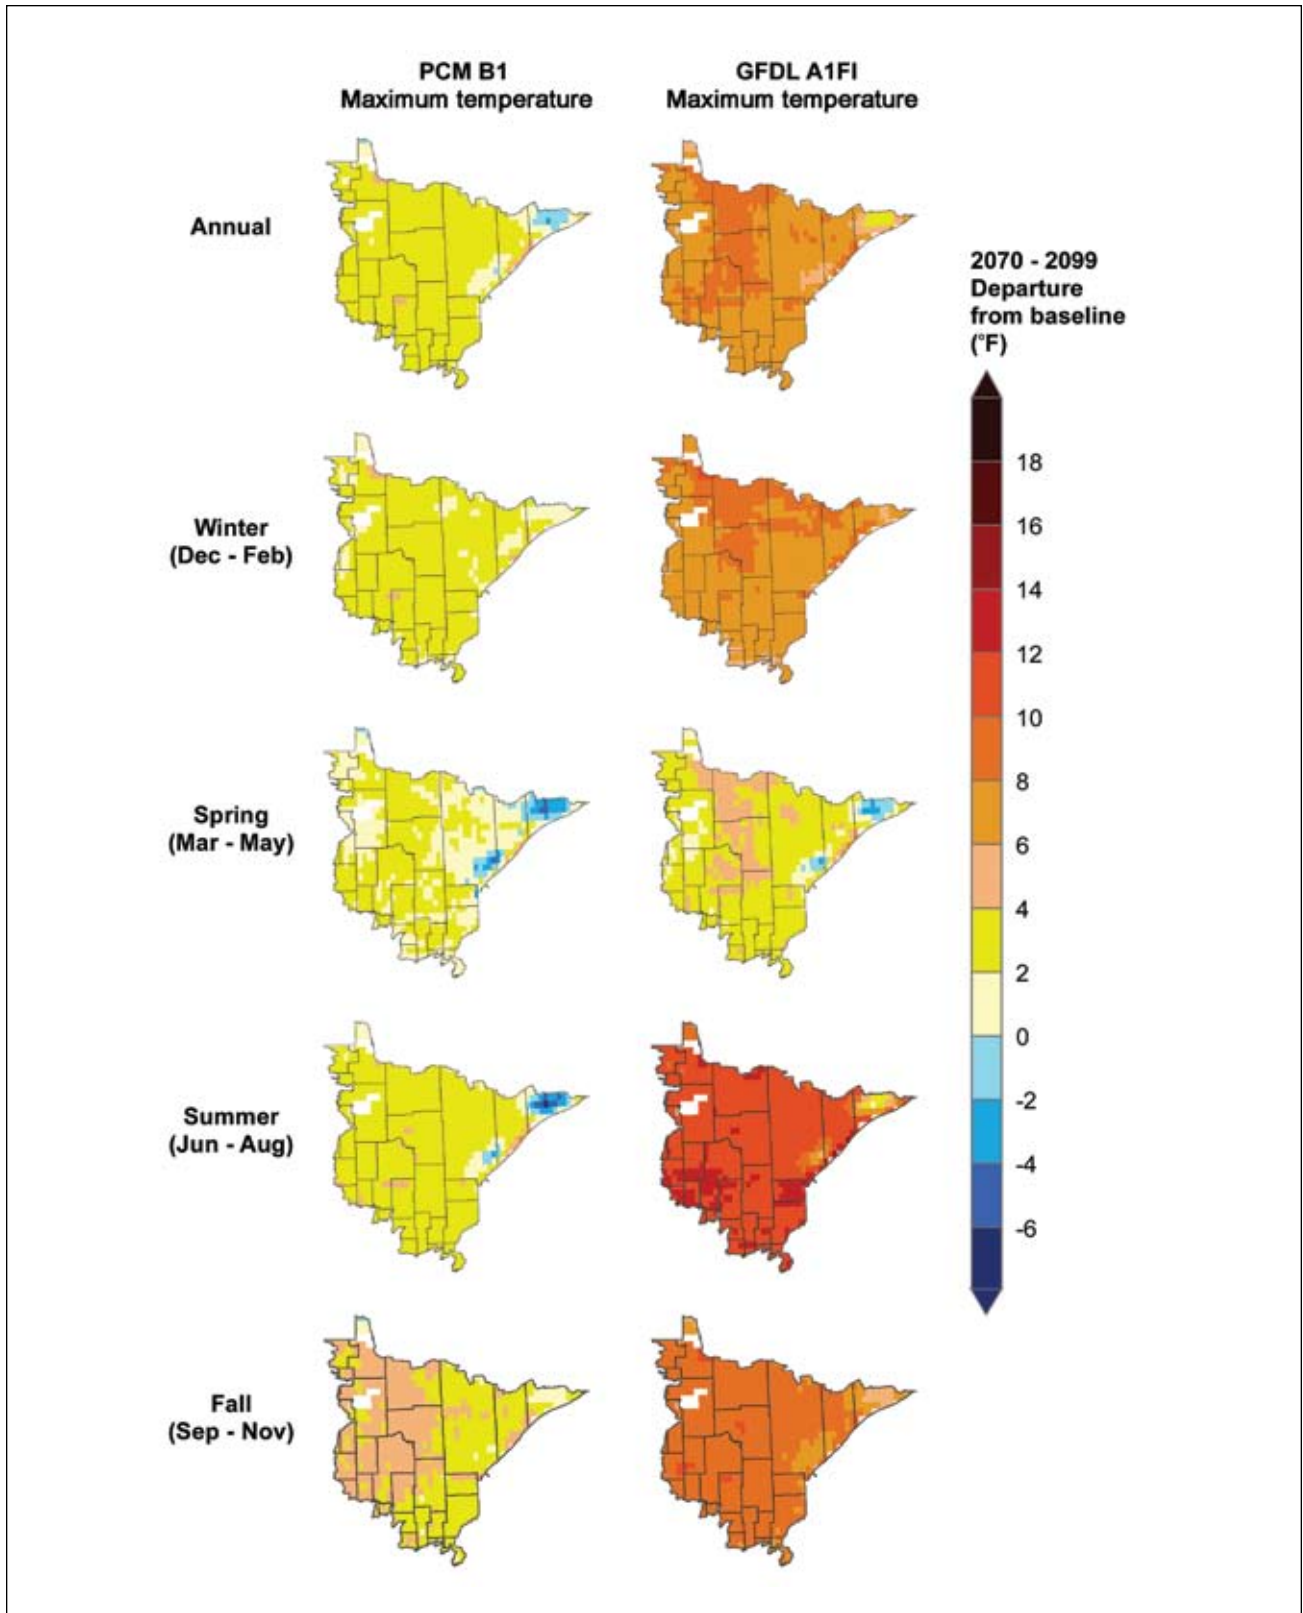 PCM B1
Maximum temperature
GFDL A1FI
Maximum temperature
Annual
Winter
(Dec - Feb)
Spring
(Mar - May)
Summer
(Jun - Aug)
Fall
(Sep - Nov)
2070 - 2099
Departure
from baseline
(°F)
18
16
14
12
10
8
6
4
2
0
-2
-4
-6